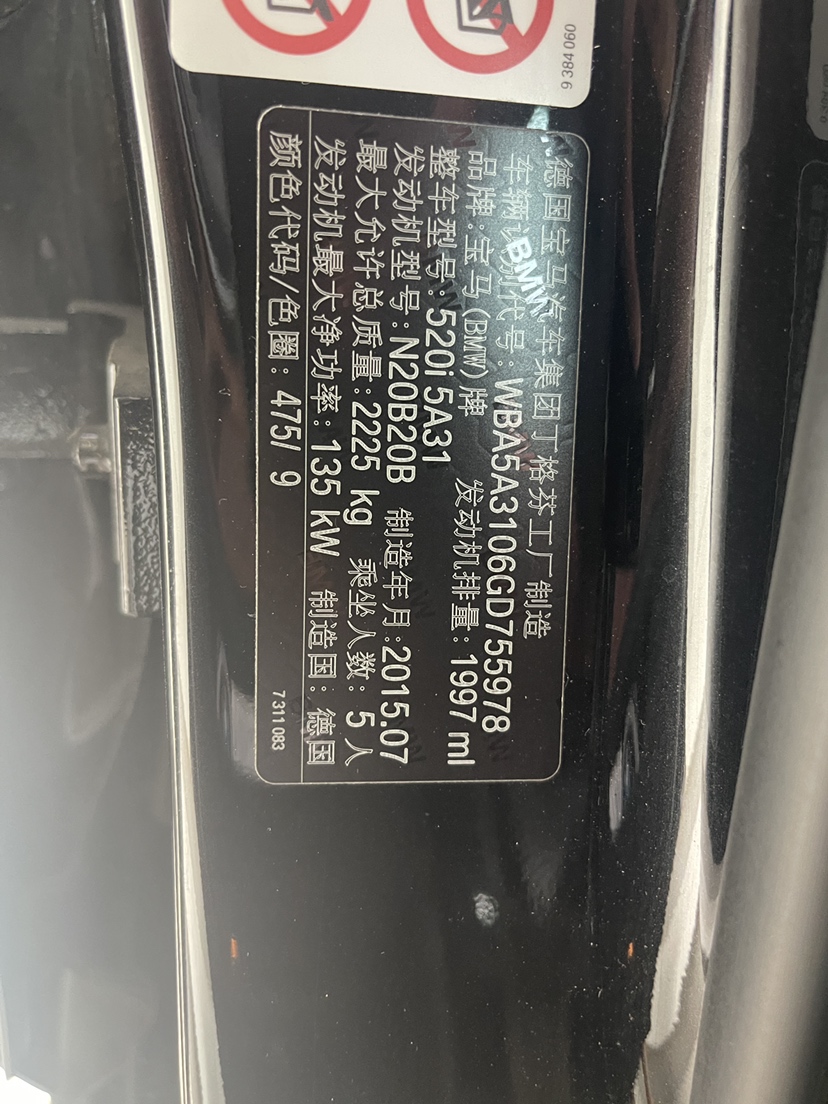 9 384 060
德国宝马汽车集团丁格芬工厂制造
车辆识别代号: WBA5A3106GD755978
品牌:宝马(BMW)牌 发动机排量: 1997 ml
整车型号:520i 5A31
发动机型号:N20B20B 制造年月:2015.07
最大允许总质量:2225 kg 乘坐人数: 5 人
发动机最大净功率:135 kW 制造国:德国
颜色代码/色圈: 475/ 9
7 311 083
BMW